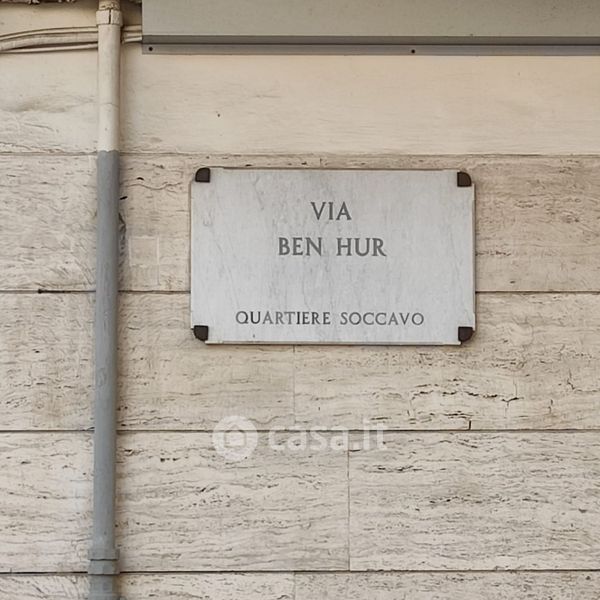 VIA
BEN HUR
QUARTIERE SOCCAVO
casa.it